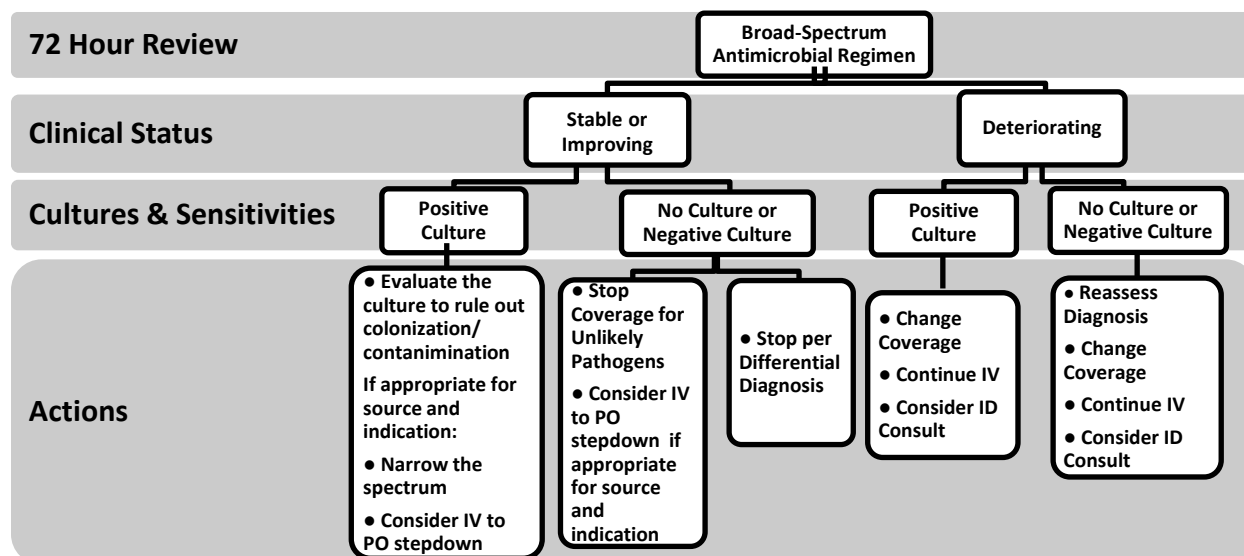 72 Hour Review
Broad-Spectrum
Antimicrobial Regimen
Clinical Status
Stable or
Improving
Deteriorating
Cultures & Sensitivities
Positive
Culture
No Culture or
Negative Culture
Positive
Culture
No Culture or
Negative Culture
Actions
● Evaluate the
culture to rule out
colonization/
contanimination
If appropriate for
source and
indication:
● Narrow the
spectrum
● Consider IV to
PO stepdown
● Stop
Coverage for
Unlikely
Pathogens
● Consider IV
to PO
stepdown if
appropriate
for source
and
indication
● Stop per
Differential
Diagnosis
● Change
Coverage
● Continue IV
● Consider ID
Consult
● Reassess
Diagnosis
● Change
Coverage
● Continue IV
● Consider ID
Consult